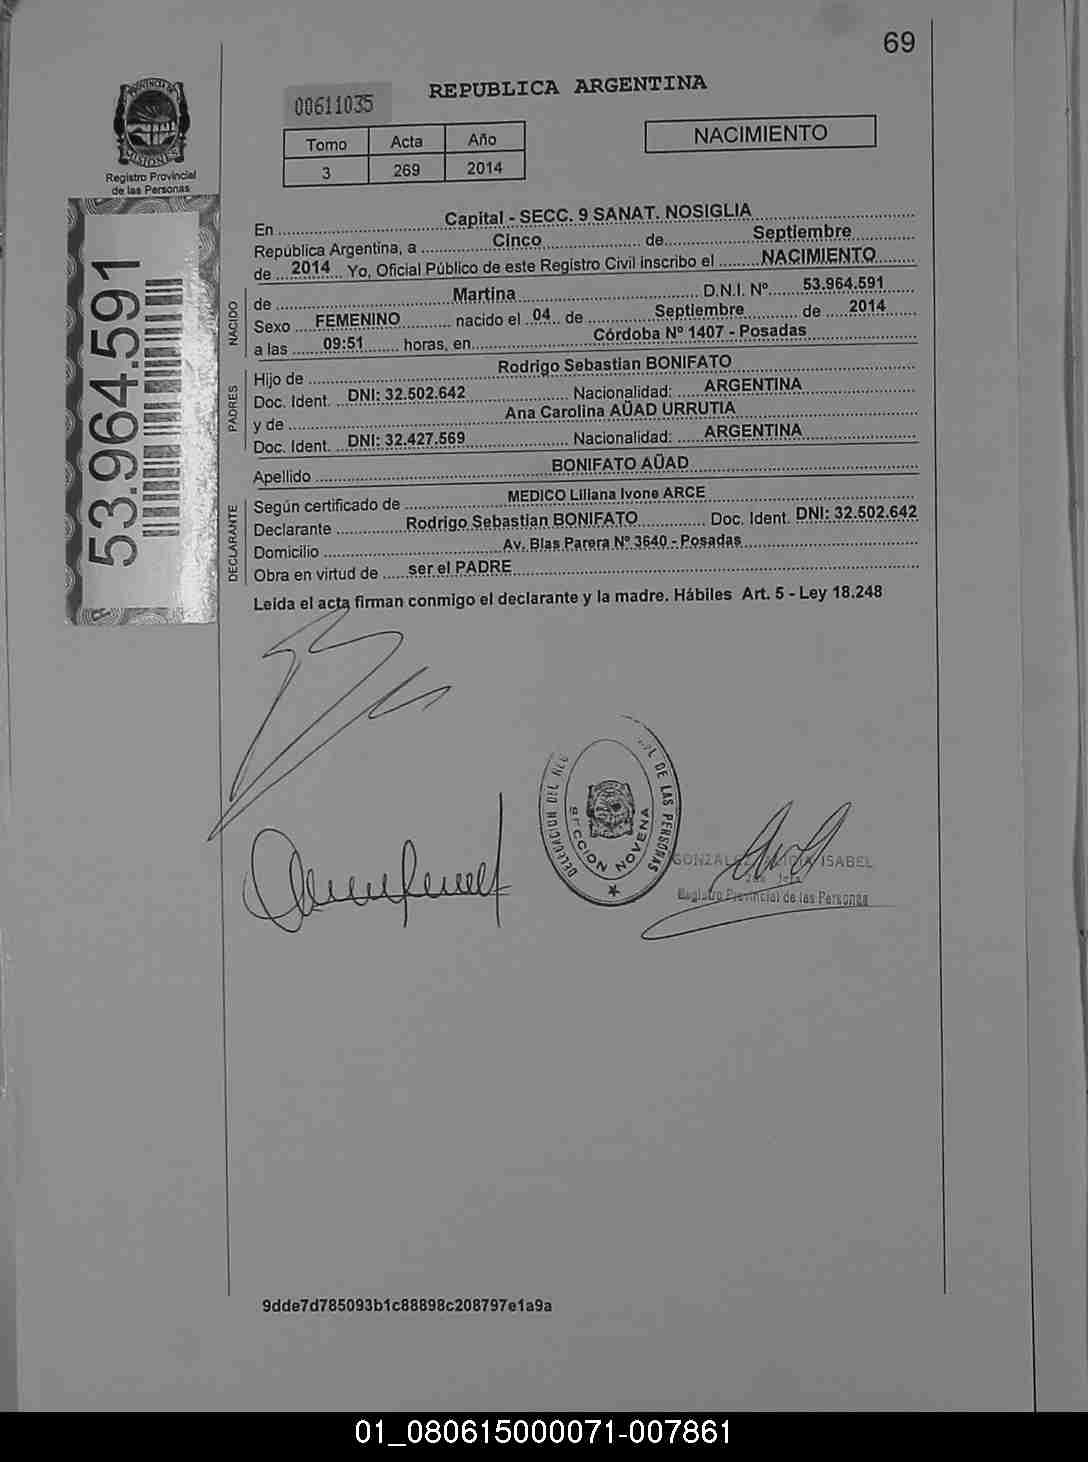 69
PROVINCIA DE
MISIONES
Registro Provincial
de las Personas
00611035
REPUBLICA ARGENTINA
Tomo Acta Año
3 269 2014
NACIMIENTO
53.964.591
En Capital - SECC. 9 SANAT. NOSIGLIA
República Argentina, a Cinco de Septiembre
de 2014 Yo, Oficial Público de este Registro Civil inscribo el NACIMIENTO
NACIDO
de Martina D.N.I. Nº 53.964.591
Sexo FEMENINO nacido el 04 de Septiembre de 2014
a las 09:51 horas, en Córdoba Nº 1407 - Posadas
PADRES
Hijo de Rodrigo Sebastian BONIFATO
Doc. Ident. DNI: 32.502.642 Nacionalidad: ARGENTINA
y de Ana Carolina AÜAD URRUTIA
Doc. Ident. DNI: 32.427.569 Nacionalidad: ARGENTINA
Apellido BONIFATO AÜAD
DECLARANTE
Según certificado de MEDICO Liliana Ivone ARCE
Declarante Rodrigo Sebastian BONIFATO Doc. Ident. DNI: 32.502.642
Domicilio Av. Blas Parera Nº 3640 - Posadas
Obra en virtud de ser el PADRE
Leída el acta firman conmigo el declarante y la madre. Hábiles Art. 5 - Ley 18.248
DELEGACION DEL DE LAS PERSONAS
SECCION NOVENA
GONZALEZ ALICIA ISABEL
Registro Provincial de las Personas
9dde7d785093b1c88898c208797e1a9a
01_080615000071-007861